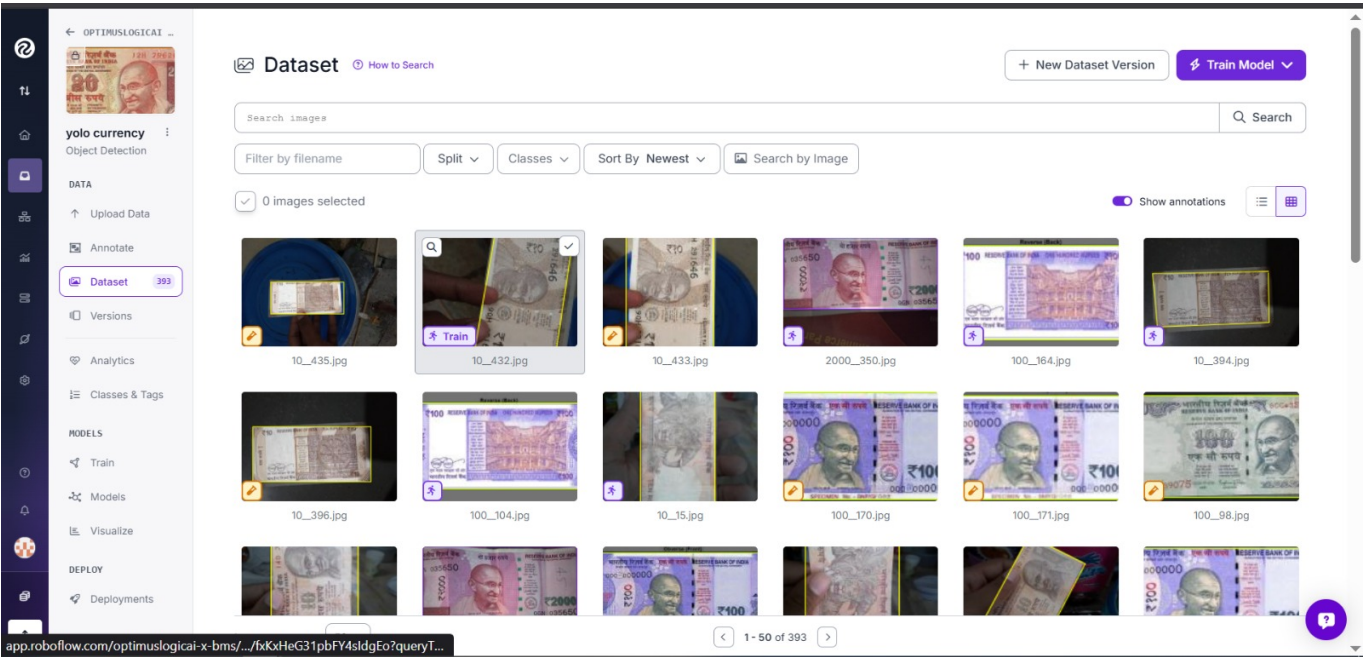 OPTIMUSLOGICAI ...
yolo currency
Object Detection
DATA
Upload Data
Annotate
Dataset 393
Versions
Analytics
Classes & Tags
MODELS
Train
Models
Visualize
DEPLOY
Deployments
Dataset
How to Search
+ New Dataset Version
Train Model
Search images
Search
Filter by filename
Split
Classes
Sort By Newest
Search by Image
0 images selected
Show annotations
Train
10__435.jpg
10__432.jpg
10__433.jpg
2000__350.jpg
100__164.jpg
10__394.jpg
10__396.jpg
100__104.jpg
10__15.jpg
100__170.jpg
100__171.jpg
100__98.jpg
1 - 50 of 393
app.roboflow.com/optimuslogicai-x-bms/.../fxKxHeG31pbFY4sIdgEo?queryT...